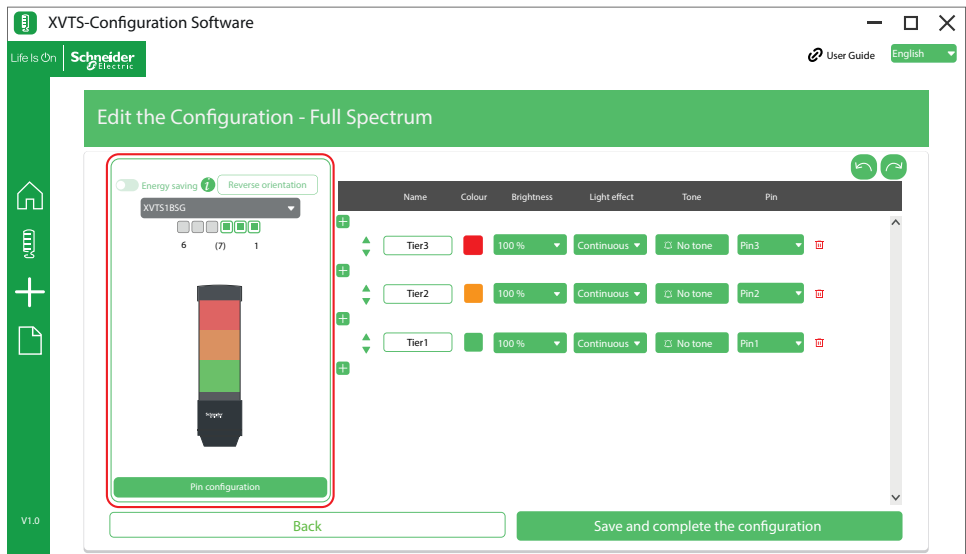 XVTS-Configuration Software
Life Is On Schneider Electric
User Guide English
Edit the Configuration - Full Spectrum
Energy saving i Reverse orientation
XVTS1BSG
6 (7) 1
Name Colour Brightness Light effect Tone Pin
Tier3 100 % Continuous No tone Pin3
Tier2 100 % Continuous No tone Pin2
Tier1 100 % Continuous No tone Pin1
Schneider
Pin configuration
V1.0
Back Save and complete the configuration